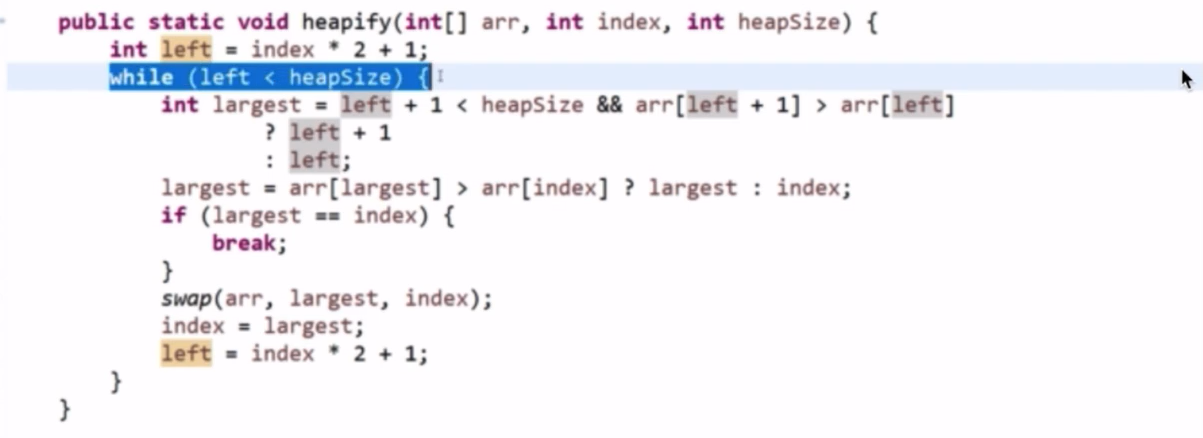 public static void heapify(int[] arr, int index, int heapSize) {
int left = index * 2 + 1;
while (left < heapSize) {
int largest = left + 1 < heapSize && arr[left + 1] > arr[left]
? left + 1
: left;
largest = arr[largest] > arr[index] ? largest : index;
if (largest == index) {
break;
}
swap(arr, largest, index);
index = largest;
left = index * 2 + 1;
}
}